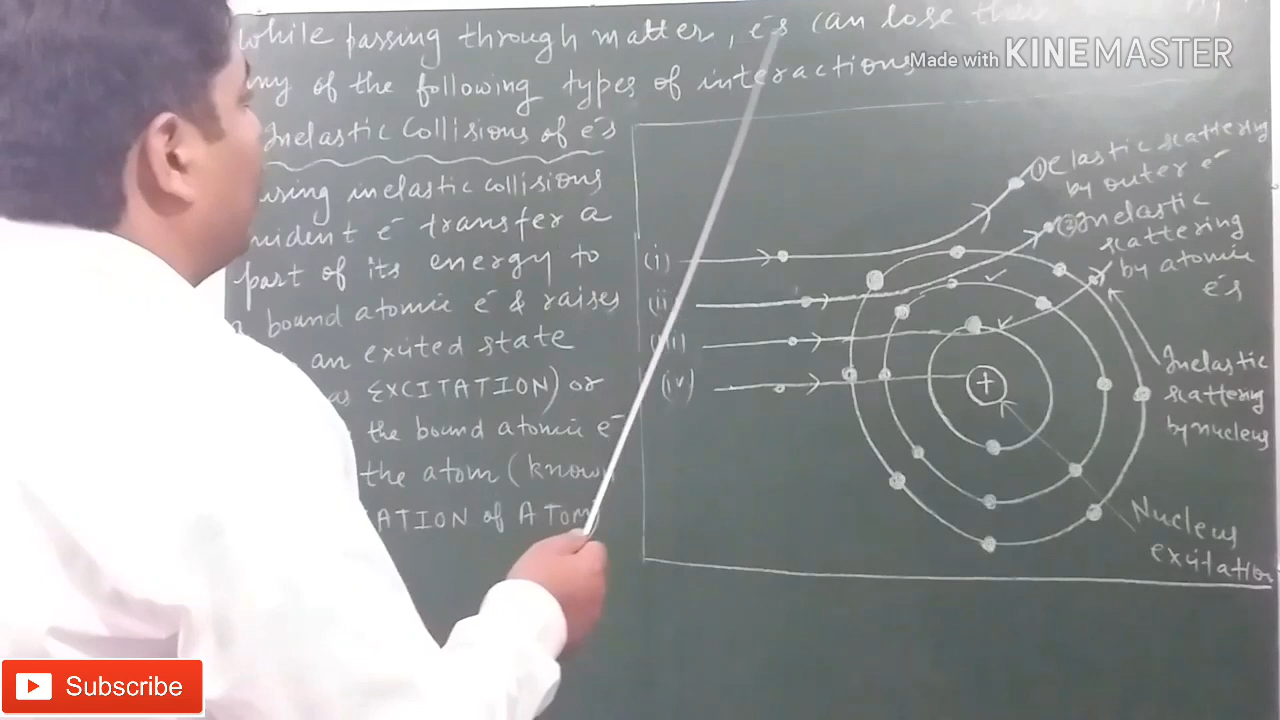 while passing through matter, e⁻s can lose their
any of the following types of interactions
Made with KINEMASTER
Inelastic Collisions of e⁻s
inelastic collisions
e⁻ transfer a
part of its energy to
bound atomic e⁻ & raises
an excited state
as EXCITATION) or
the bound atomic e⁻
the atom (known
of ATOM)
(i)
(ii)
(iv)
+
① elastic scattering
by outer e⁻
② Inelastic
scattering
by atomic
e⁻s
Inelastic
scattering
by nucleus
Nucleus
excitation
Subscribe